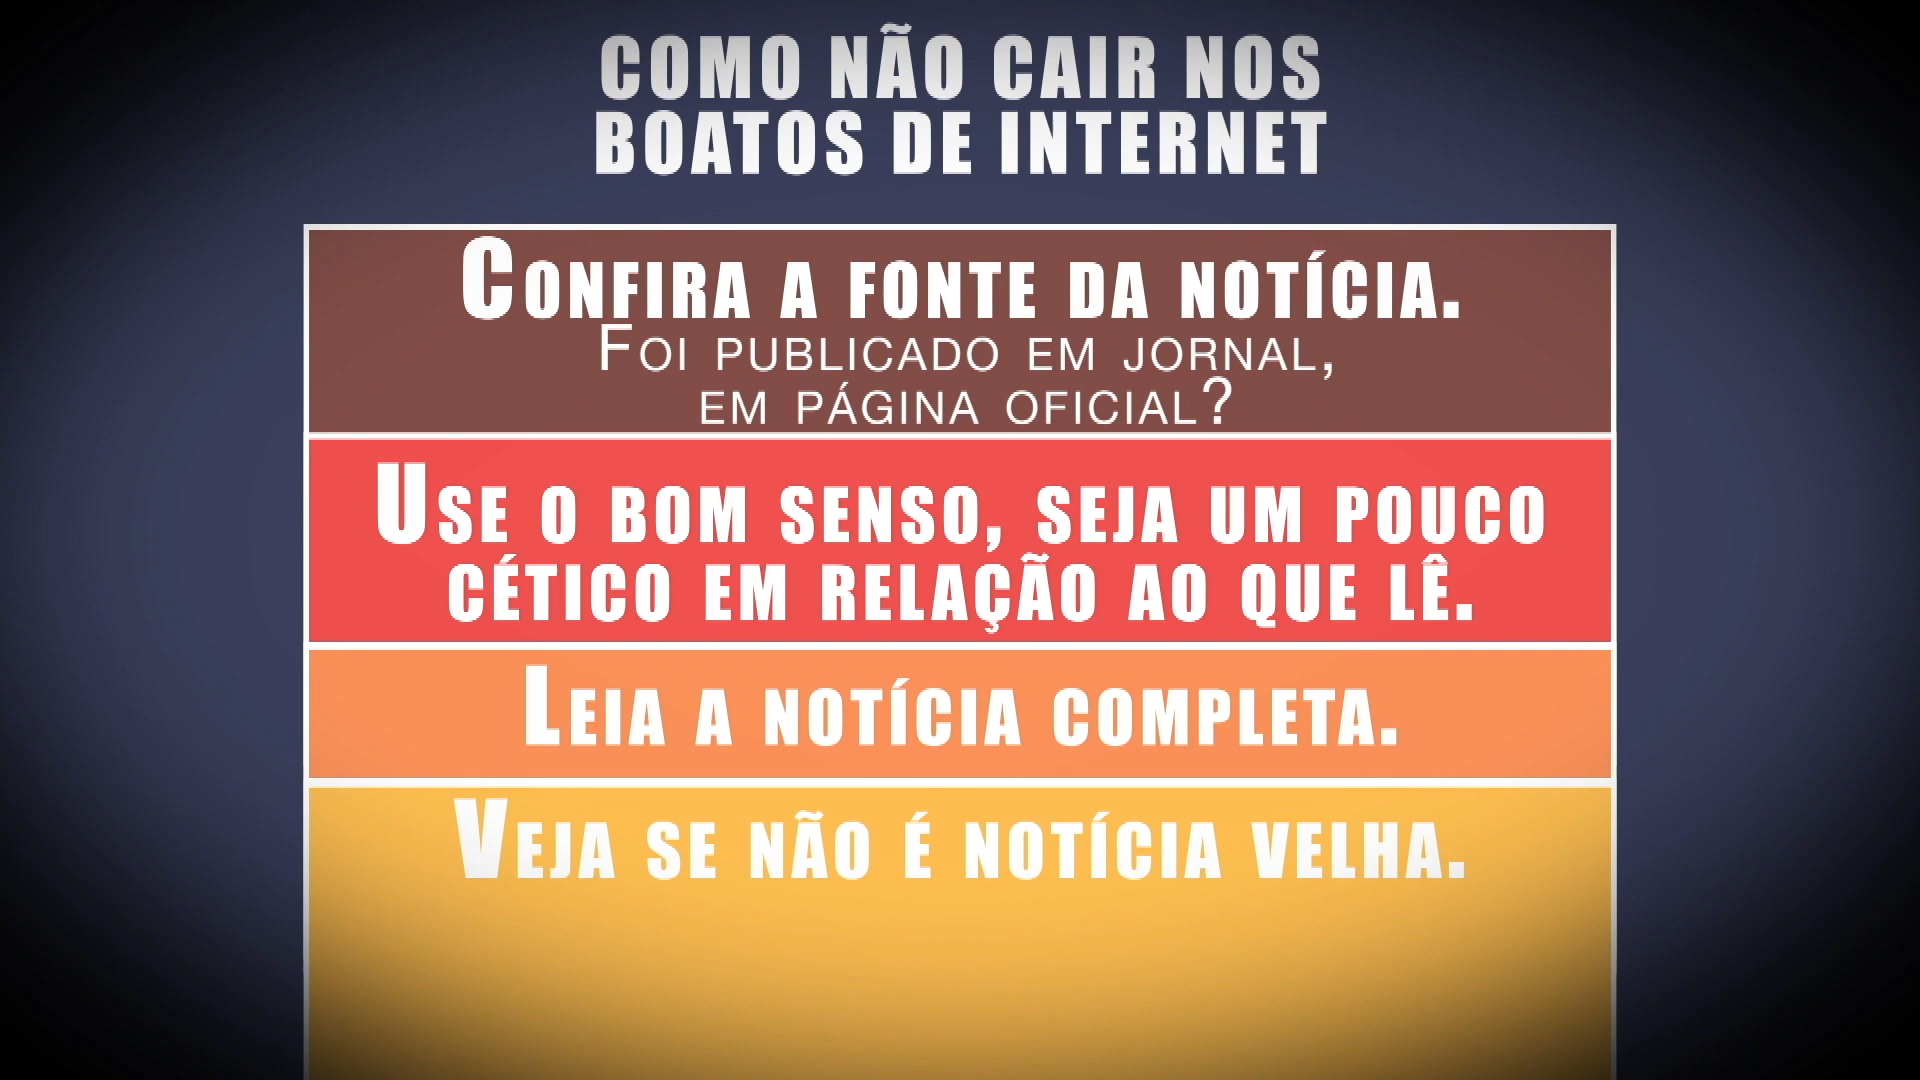 COMO NÃO CAIR NOS
BOATOS DE INTERNET
CONFIRA A FONTE DA NOTÍCIA.
FOI PUBLICADO EM JORNAL,
EM PÁGINA OFICIAL?
USE O BOM SENSO, SEJA UM POUCO
CÉTICO EM RELAÇÃO AO QUE LÊ.
LEIA A NOTÍCIA COMPLETA.
VEJA SE NÃO É NOTÍCIA VELHA.